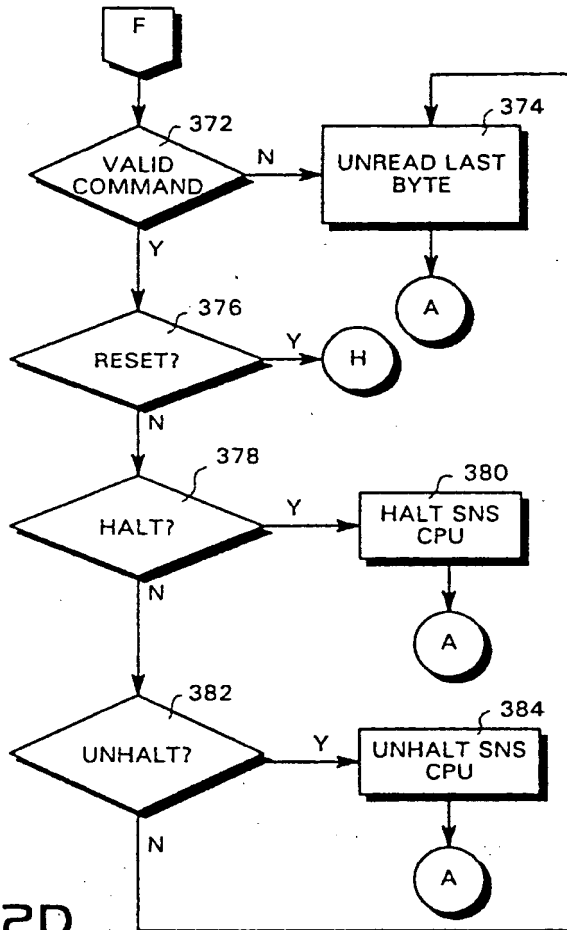 F
372
VALID
COMMAND
N
374
UNREAD LAST
BYTE
Y
A
376
RESET?
Y
H
N
378
HALT?
Y
380
HALT SNS
CPU
N
A
382
UNHALT?
Y
384
UNHALT SNS
CPU
N
A
2D